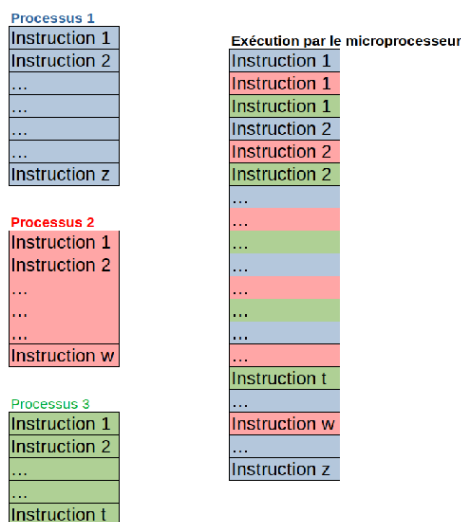 Processus 1
Instruction 1
Instruction 2
...
...
...
...
Instruction z
Processus 2
Instruction 1
Instruction 2
...
...
...
Instruction w
Processus 3
Instruction 1
Instruction 2
...
...
Instruction t
Exécution par le microprocesseur
Instruction 1
Instruction 1
Instruction 1
Instruction 2
Instruction 2
Instruction 2
...
...
...
...
...
...
...
...
Instruction t
...
Instruction w
...
Instruction z